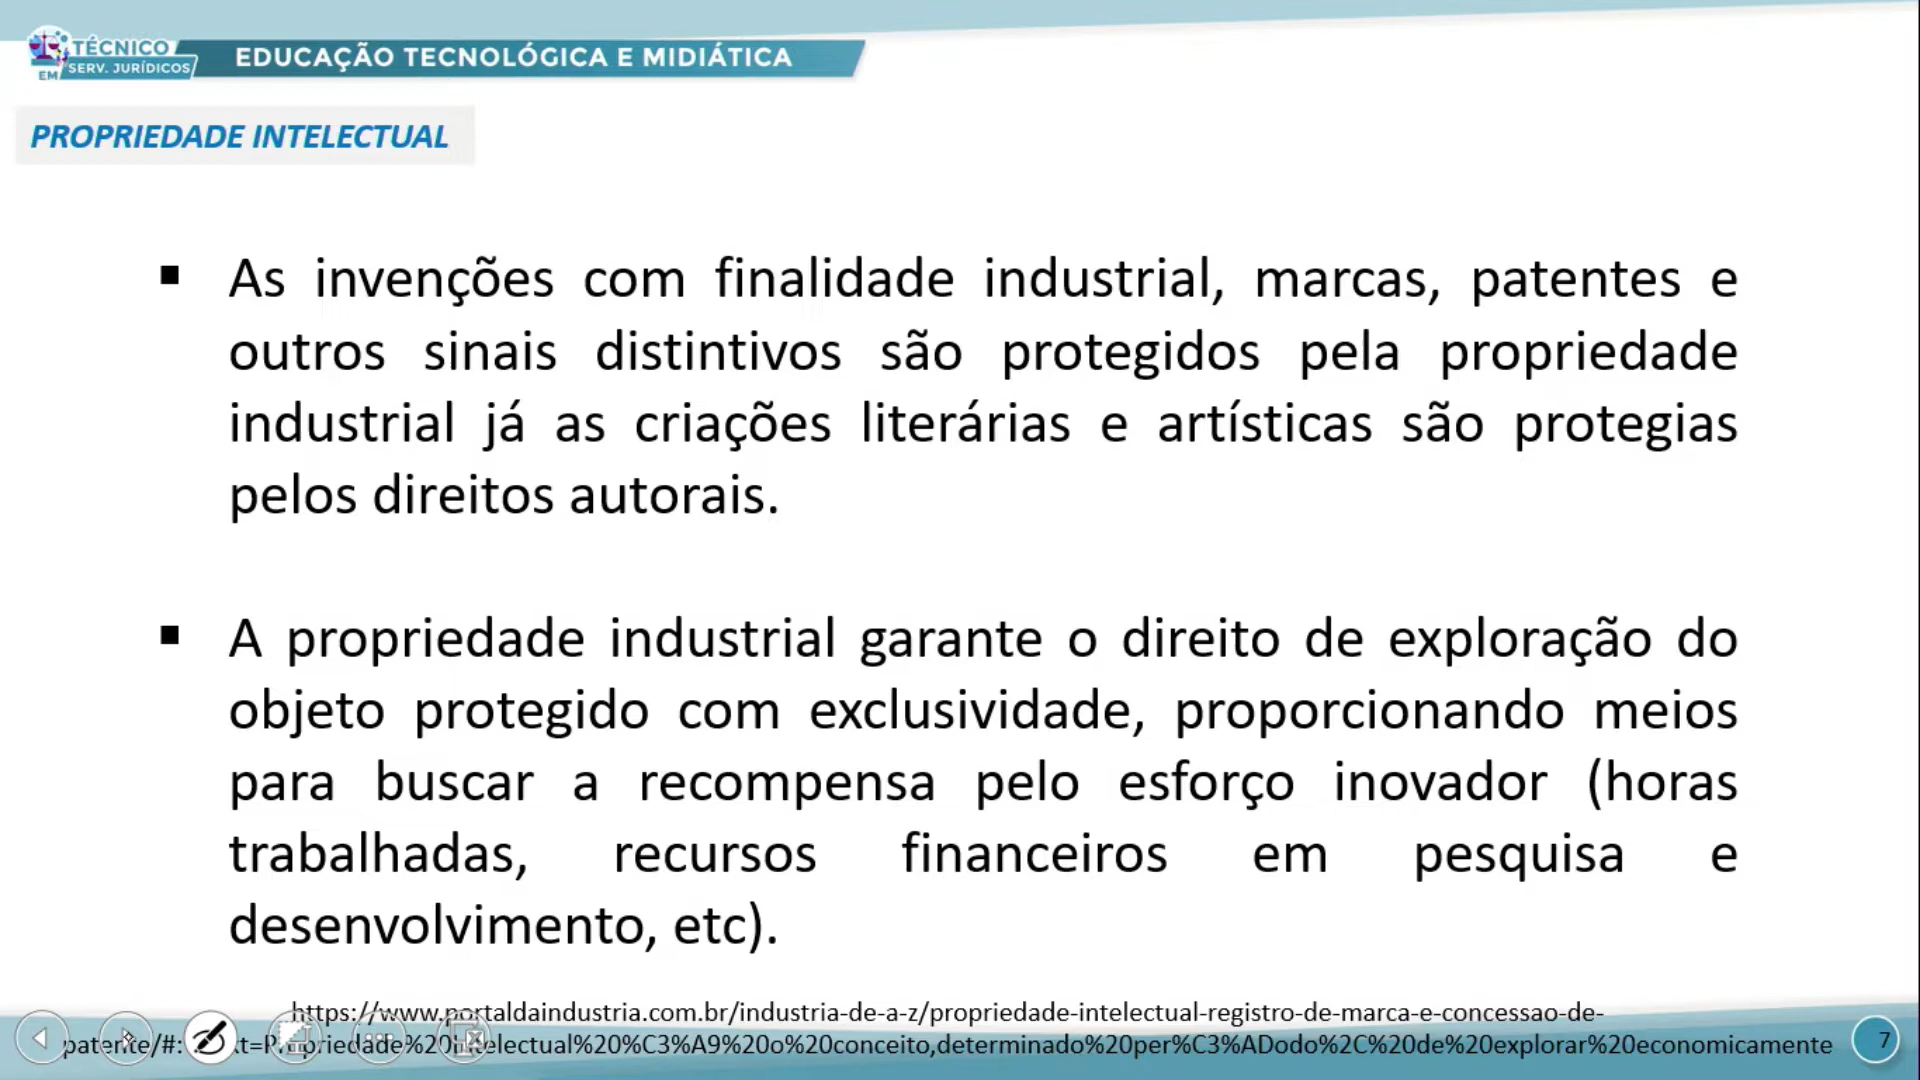 TÉCNICO
EM SERV. JURÍDICOS
EDUCAÇÃO TECNOLÓGICA E MIDIÁTICA
PROPRIEDADE INTELECTUAL
▪ As invenções com finalidade industrial, marcas, patentes e
outros sinais distintivos são protegidos pela propriedade
industrial já as criações literárias e artísticas são protegias
pelos direitos autorais.
▪ A propriedade industrial garante o direito de exploração do
objeto protegido com exclusividade, proporcionando meios
para buscar a recompensa pelo esforço inovador (horas
trabalhadas, recursos financeiros em pesquisa e
desenvolvimento, etc).
https://www.portaldaindustria.com.br/industria-de-a-z/propriedade-intelectual-registro-de-marca-e-concessao-de-
patente/#: t=Propriedade%20Intelectual%20%C3%A9%20o%20conceito,determinado%20per%C3%ADodo%2C%20de%20explorar%20economicamente
7